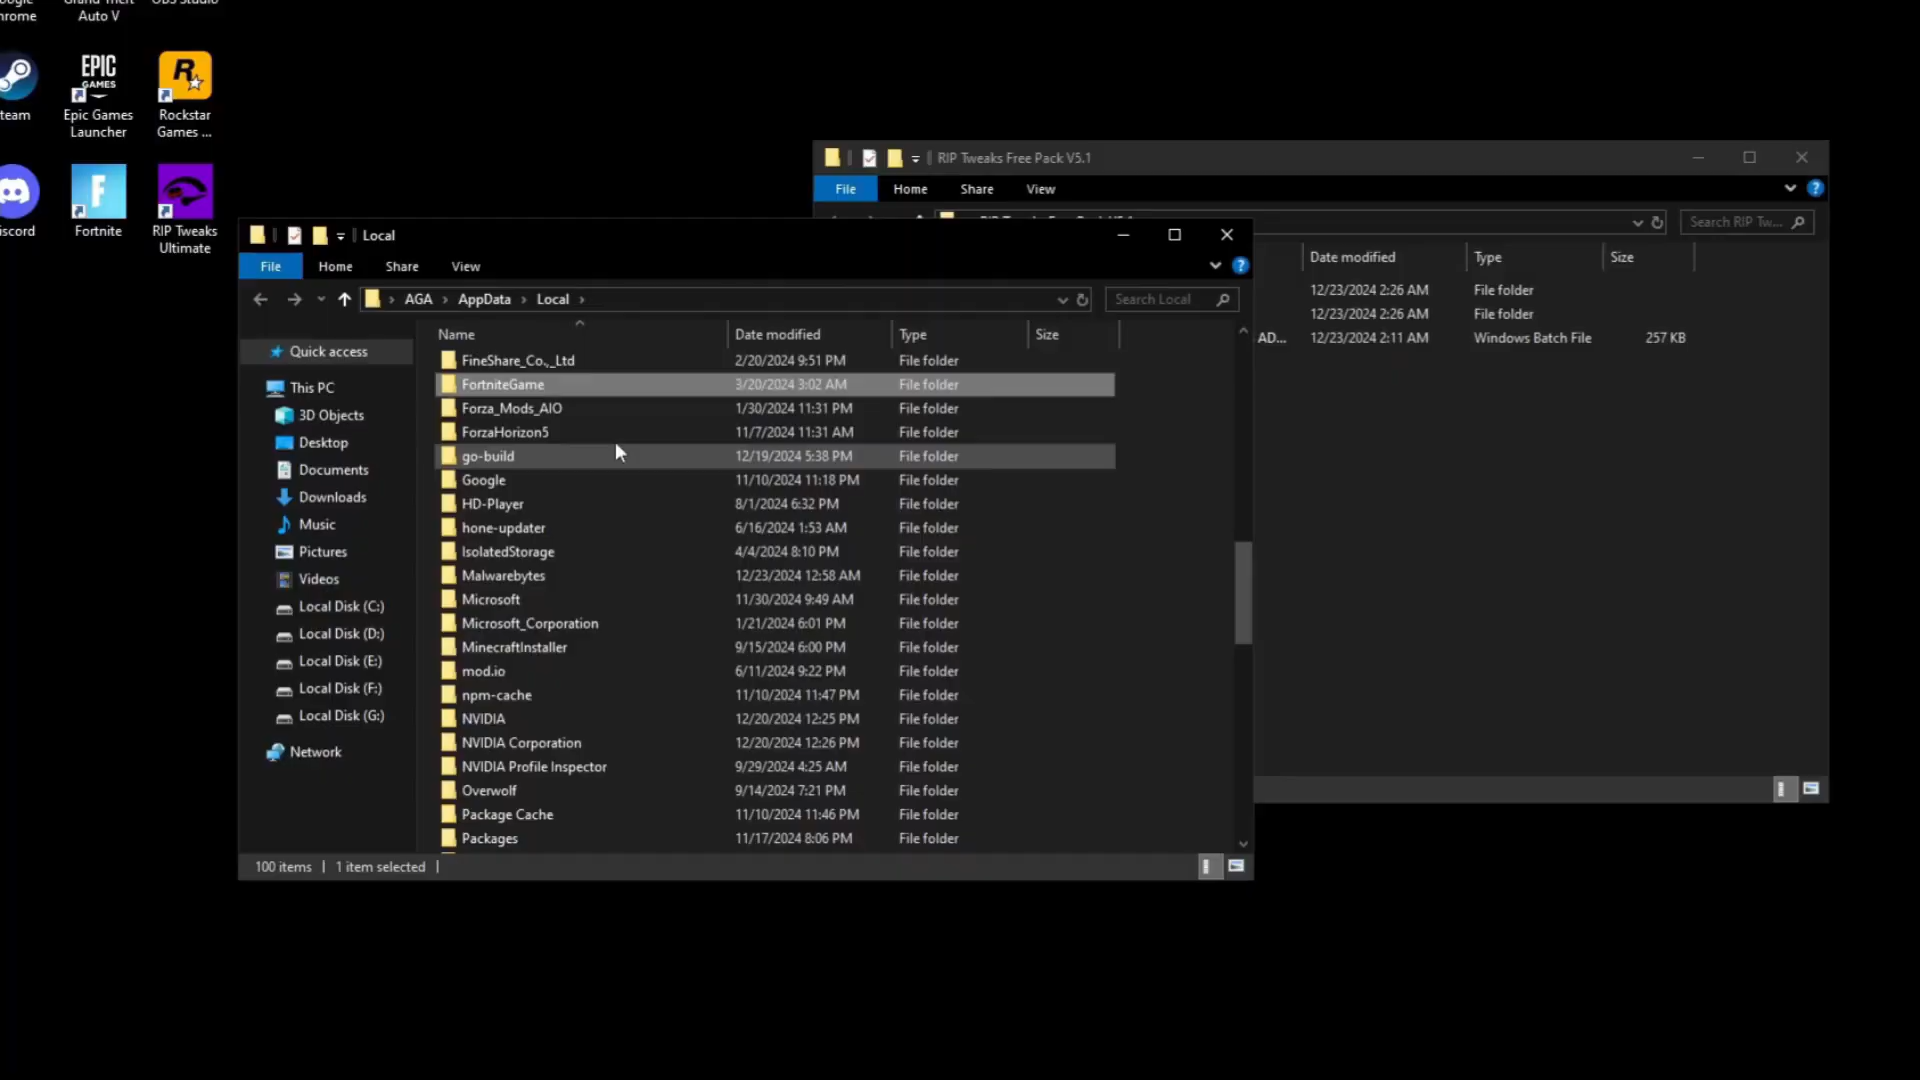 hrome
Auto V
Steam
EPIC GAMES
Epic Games
Launcher
R
Rockstar
Games ...
iscord
F
Fortnite
RIP Tweaks
Ultimate
RIP Tweaks Free Pack V5.1
File Home Share View
Search RIP Tw...
Date modified Type Size
12/23/2024 2:26 AM File folder
12/23/2024 2:26 AM File folder
AD... 12/23/2024 2:11 AM Windows Batch File 257 KB
Local
File Home Share View
AGA AppData Local
Search Local
Quick access
This PC
3D Objects
Desktop
Documents
Downloads
Music
Pictures
Videos
Local Disk (C:)
Local Disk (D:)
Local Disk (E:)
Local Disk (F:)
Local Disk (G:)
Network
Name Date modified Type Size
FineShare_Co,_Ltd 2/20/2024 9:51 PM File folder
FortniteGame 3/20/2024 3:02 AM File folder
Forza_Mods_AIO 1/30/2024 11:31 PM File folder
ForzaHorizon5 11/7/2024 11:31 AM File folder
go-build 12/19/2024 5:38 PM File folder
Google 11/10/2024 11:18 PM File folder
HD-Player 8/1/2024 6:32 PM File folder
hone-updater 6/16/2024 1:53 AM File folder
IsolatedStorage 4/4/2024 8:10 PM File folder
Malwarebytes 12/23/2024 12:58 AM File folder
Microsoft 11/30/2024 9:49 AM File folder
Microsoft_Corporation 1/21/2024 6:01 PM File folder
MinecraftInstaller 9/15/2024 6:00 PM File folder
mod.io 6/11/2024 9:22 PM File folder
npm-cache 11/10/2024 11:47 PM File folder
NVIDIA 12/20/2024 12:25 PM File folder
NVIDIA Corporation 12/20/2024 12:26 PM File folder
NVIDIA Profile Inspector 9/29/2024 4:25 AM File folder
Overwolf 9/14/2024 7:21 PM File folder
Package Cache 11/10/2024 11:46 PM File folder
Packages 11/17/2024 8:06 PM File folder
100 items 1 item selected